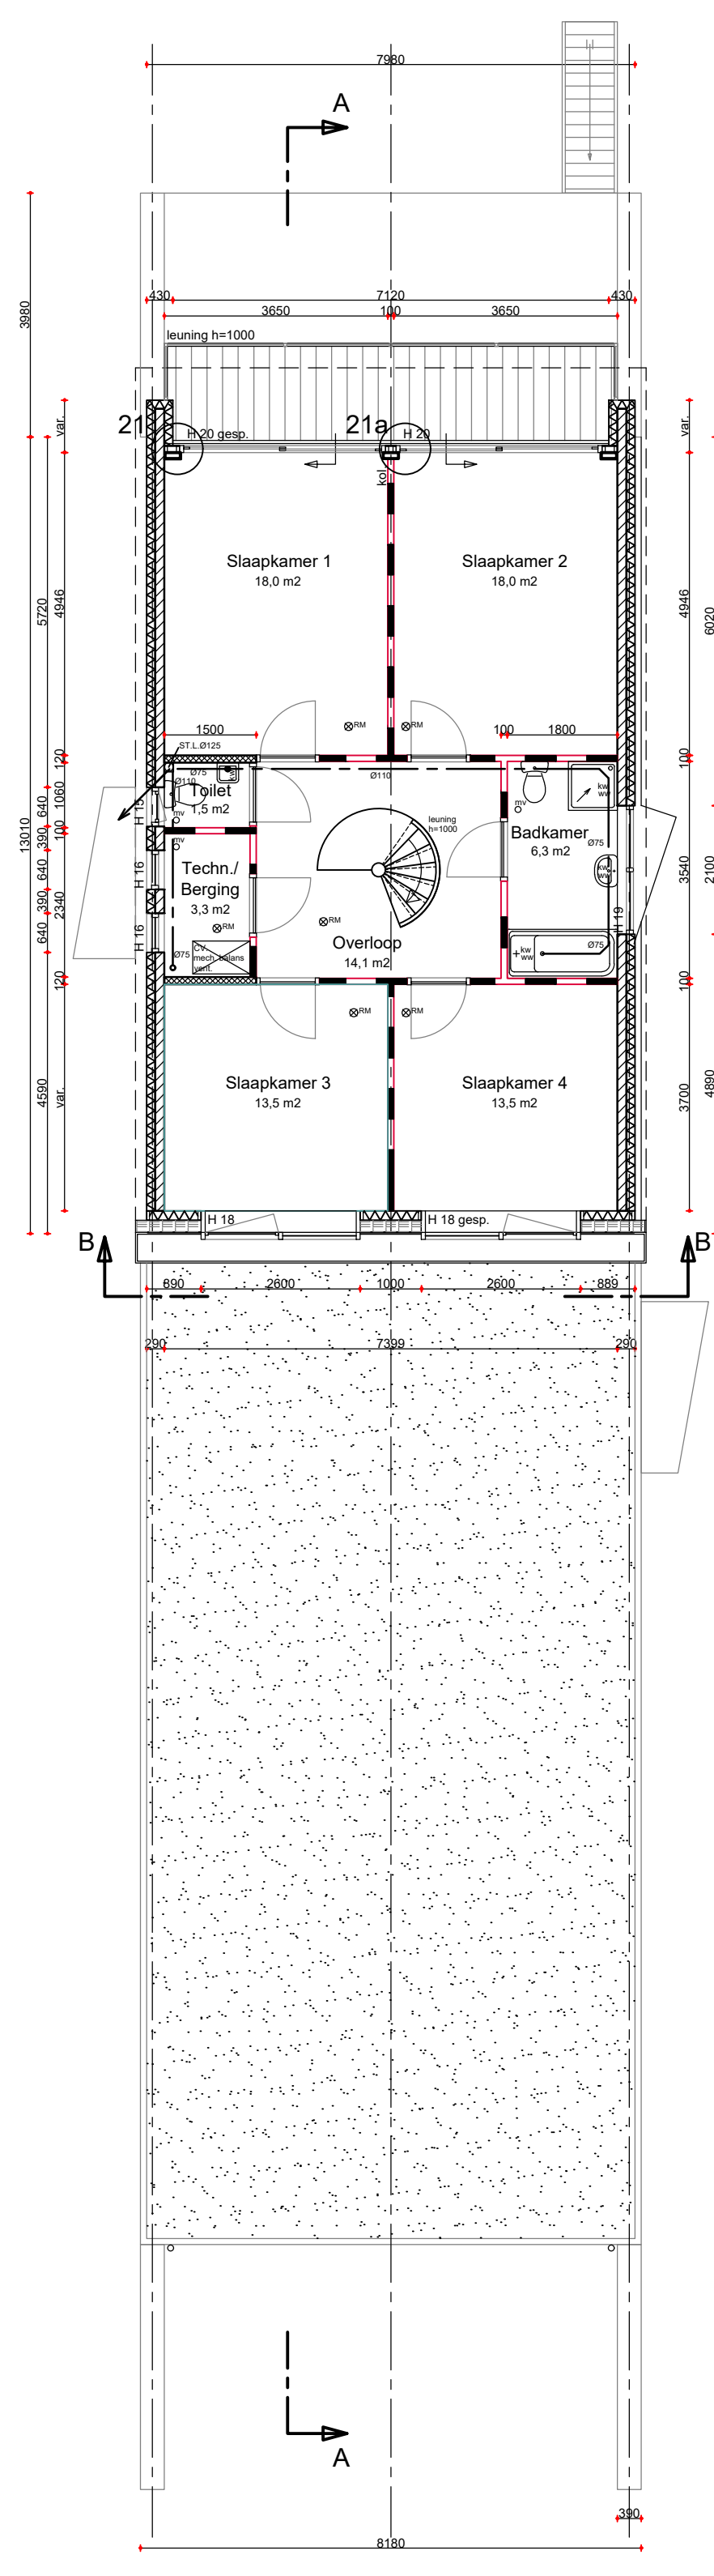 7980
A
430
7120
430
3650
100
3650
3980
leuning h=1000
21
H 20 gesp.
21a
H 20
var.
var.
kol.
Slaapkamer 1
18,0 m2
Slaapkamer 2
18,0 m2
5720
4946
4946
6020
RM
RM
1500
100
1800
ST.L.Ø125
120
100
Ø75
Ø110
Ø110
Toilet
1,5 m2
mv
mv
kw
ww
13010
640
1060
H 15
leuning
h=1000
Badkamer
6,3 m2
Ø75
390
100
mv
640
H 16
Techn./
Berging
3,3 m2
kw
ww
3540
2100
390
2340
RM
RM
H 19
640
H 16
Overloop
14,1 m2
Ø75
CV
mech. balans
vent.
kw
ww
Ø75
120
100
RM
RM
Slaapkamer 3
13,5 m2
Slaapkamer 4
13,5 m2
4590
var.
3700
4890
H 18
H 18 gesp.
B
B
690
2600
1000
2600
889
290
7399
290
A
390
8180